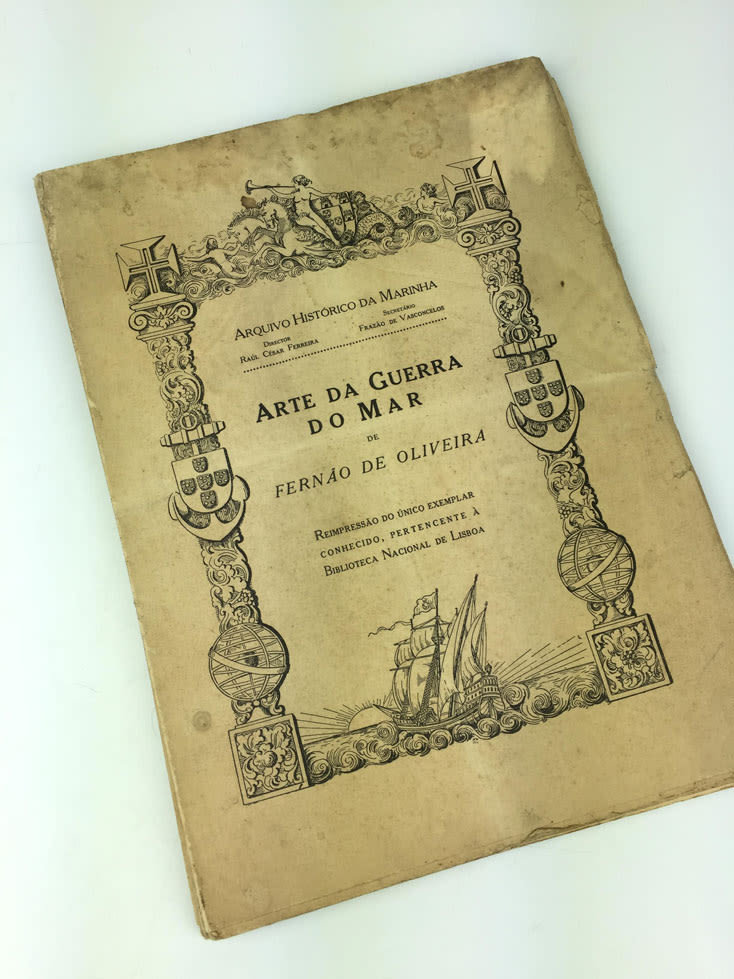 ARQUIVO HISTÓRICO DA MARINHA
DIRECTOR SECRETÁRIO
RAÚL CÉSAR FERREIRA FRAZÃO DE VASCONCELOS
ARTE DA GUERRA
DO MAR
DE
FERNÃO DE OLIVEIRA
REIMPRESSÃO DO ÚNICO EXEMPLAR
CONHECIDO, PERTENCENTE À
BIBLIOTECA NACIONAL DE LISBOA